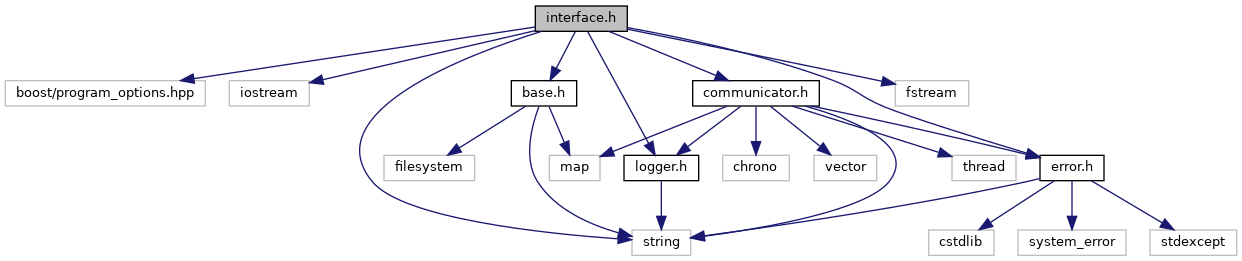 interface.h
boost/program_options.hpp
iostream
base.h
communicator.h
fstream
filesystem
map
logger.h
chrono
vector
thread
error.h
string
cstdlib
system_error
stdexcept